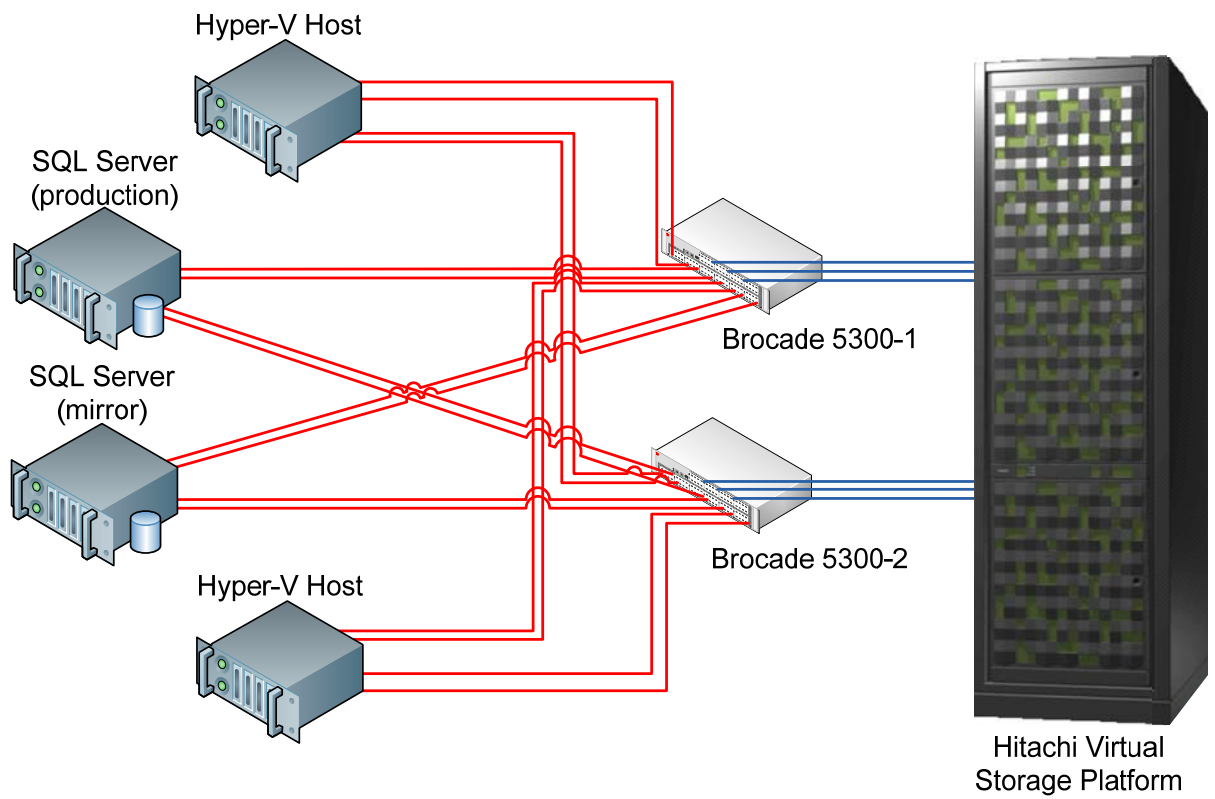 Hyper-V Host
SQL Server
(production)
Brocade 5300-1
SQL Server
(mirror)
Brocade 5300-2
Hyper-V Host
Hitachi Virtual
Storage Platform